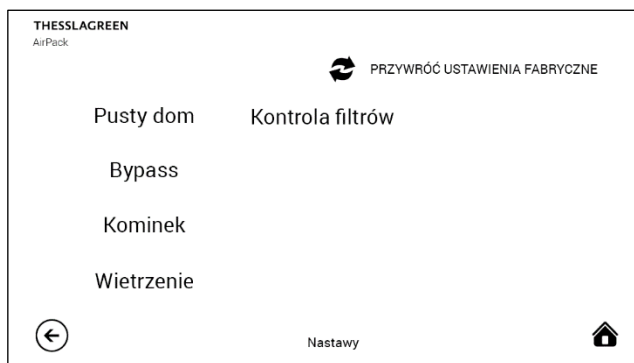 THESSLAGREEN
AirPack
PRZYWRÓĆ USTAWIENIA FABRYCZNE
Pusty dom
Kontrola filtrów
Bypass
Kominek
Wietrzenie
Nastawy